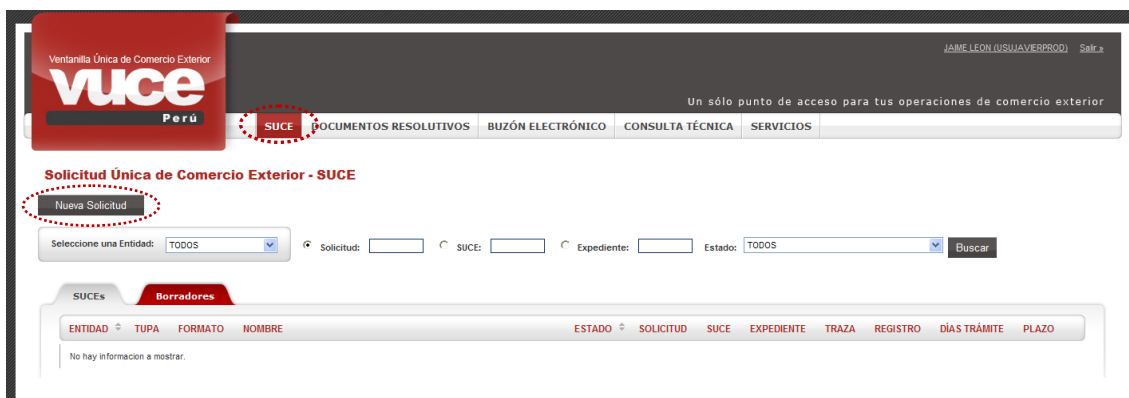 JAIME LEON (USUJAVIERPROD) Salir »
Ventanilla Única de Comercio Exterior
vuce
Perú
Un sólo punto de acceso para tus operaciones de comercio exterior
SUCE DOCUMENTOS RESOLUTIVOS BUZÓN ELECTRÓNICO CONSULTA TÉCNICA SERVICIOS
Solicitud Única de Comercio Exterior - SUCE
Nueva Solicitud
Seleccione una Entidad: TODOS Solicitud: SUCE: Expediente: Estado: TODOS Buscar
SUCEs Borradores
ENTIDAD TUPA FORMATO NOMBRE ESTADO SOLICITUD SUCE EXPEDIENTE TRAZA REGISTRO DÍAS TRÁMITE PLAZO
No hay informacion a mostrar.